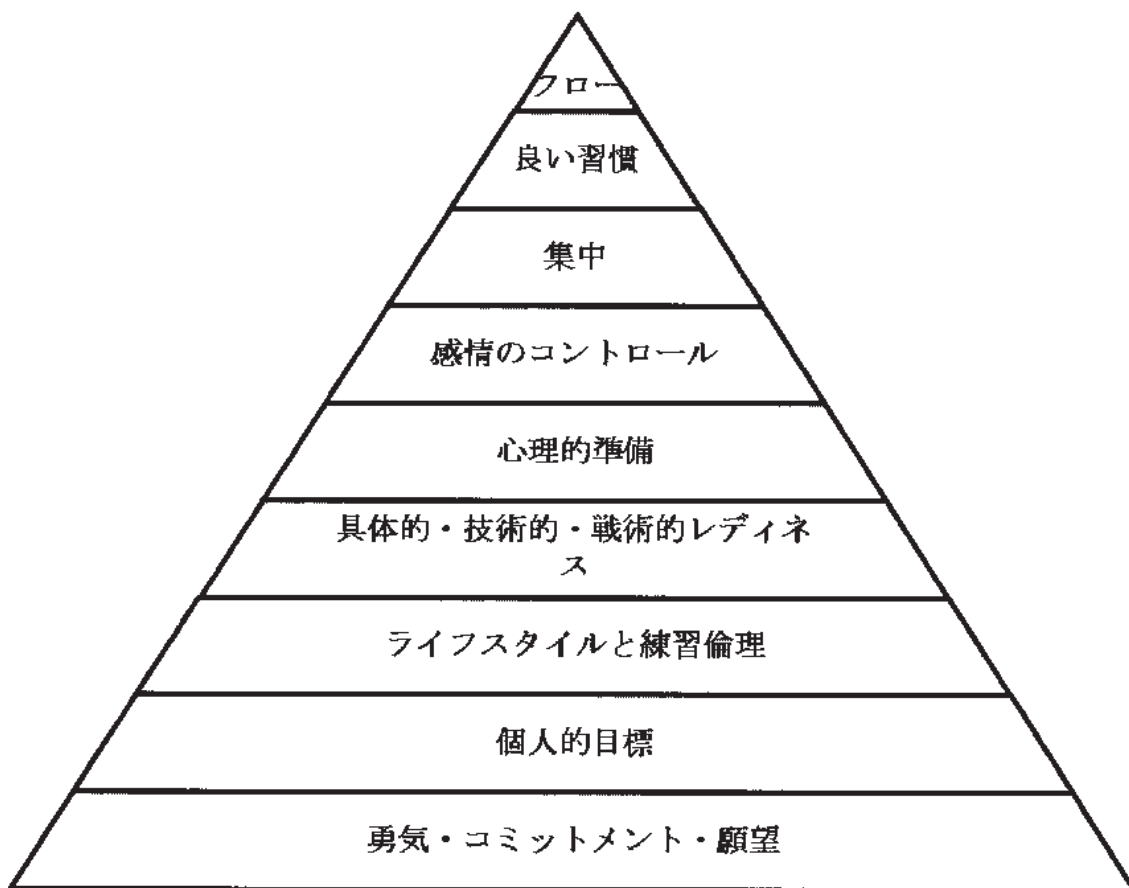 フロー
良い習慣
集中
感情のコントロール
心理的準備
具体的・技術的・戦術的レディネ
ス
ライフスタイルと練習倫理
個人的目標
勇気・コミットメント・願望